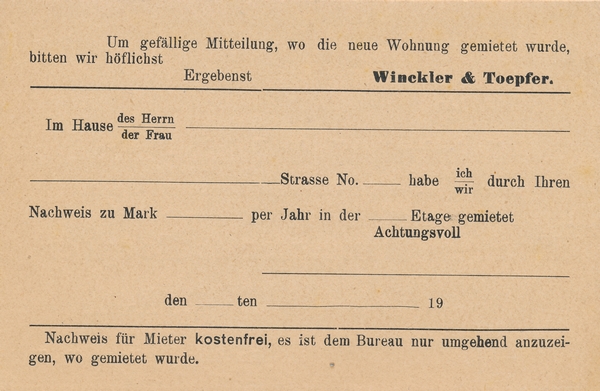 Um gefällige Mitteilung, wo die neue Wohnung gemietet wurde,
bitten wir höflichst
Ergebenst Winckler & Toepfer.
Im Hause des Herrn
der Frau
Strasse No. habe ich
wir durch Ihren
Nachweis zu Mark per Jahr in der Etage gemietet
Achtungsvoll
den ten 19
Nachweis für Mieter kostenfrei, es ist dem Bureau nur umgehend anzuzei-
gen, wo gemietet wurde.